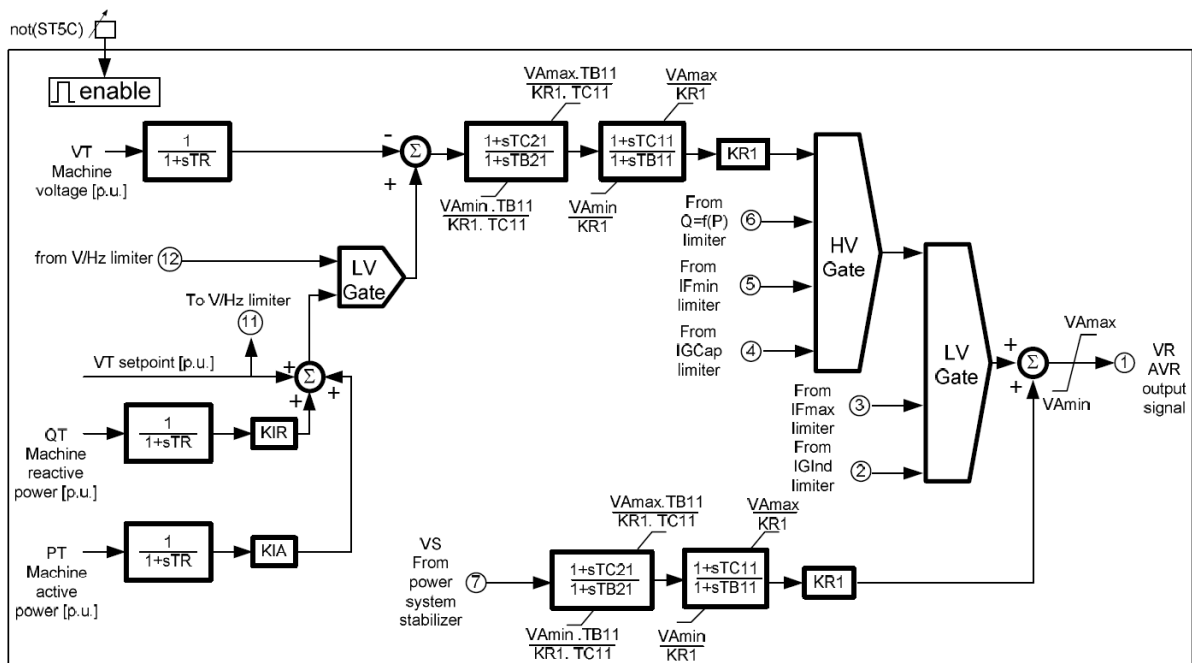 not(ST5C)
enable
VT
Machine
voltage [p.u.]
1
1+sTR
-
Σ
+
VAmax.TB11
KR1. TC11
1+sTC21
1+sTB21
VAmin .TB11
KR1. TC11
VAmax
KR1
1+sTC11
1+sTB11
VAmin
KR1
KR1
From
Q=f(P)
limiter
6
From
IFmin
limiter
5
From
IGCap
limiter
4
HV
Gate
from V/Hz limiter 12
LV
Gate
To V/Hz limiter
11
VT setpoint [p.u.]
+
Σ
+
+
QT
Machine
reactive
power [p.u.]
1
1+sTR
KIR
PT
Machine
active
power [p.u.]
1
1+sTR
KIA
From
IFmax
limiter
3
From
IGInd
limiter
2
LV
Gate
+
Σ
+
VAmax
VAmin
1
VR
AVR
output
signal
VS
From
power
system
stabilizer
7
VAmax.TB11
KR1. TC11
1+sTC21
1+sTB21
VAmin .TB11
KR1. TC11
VAmax
KR1
1+sTC11
1+sTB11
VAmin
KR1
KR1